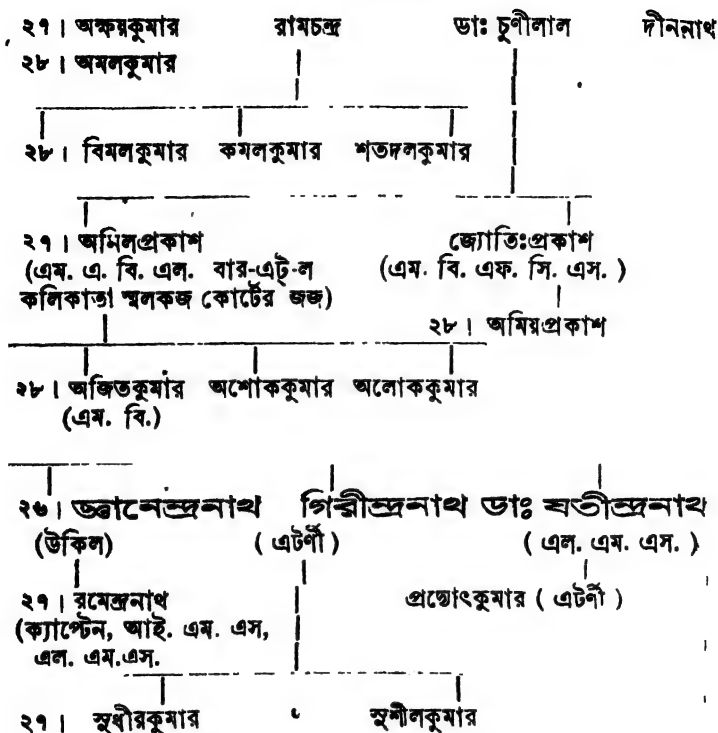 ২৭। অক্ষয়কুমার রামচন্দ্র ডাঃ চুণীলাল দীননাথ
২৮। অমলকুমার
২৮। বিমলকুমার কমলকুমার শতদলকুমার
২৭। অমিলপ্রকাশ জ্যোতিঃপ্রকাশ
(এম. এ. বি. এল. বার-এট্-ল (এম. বি. এফ. সি. এস.)
কলিকাতা স্মলকজ কোর্টের জজ)
২৮। অমিয়প্রকাশ
২৮। অজিতকুমার অশোককুমার অলোককুমার
(এম. বি.)
২৬। জ্ঞানেন্দ্রনাথ গিরীন্দ্রনাথ ডাঃ যতীন্দ্রনাথ
(উকিল) (এটর্ণী) (এল. এম. এস.)
২৭। রমেন্দ্রনাথ প্রদ্যোৎকুমার (এটর্ণী)
(ক্যাপ্টেন, আই. এম. এস,
এল. এম.এস.
২৭। সুধীরকুমার সুশীলকুমার